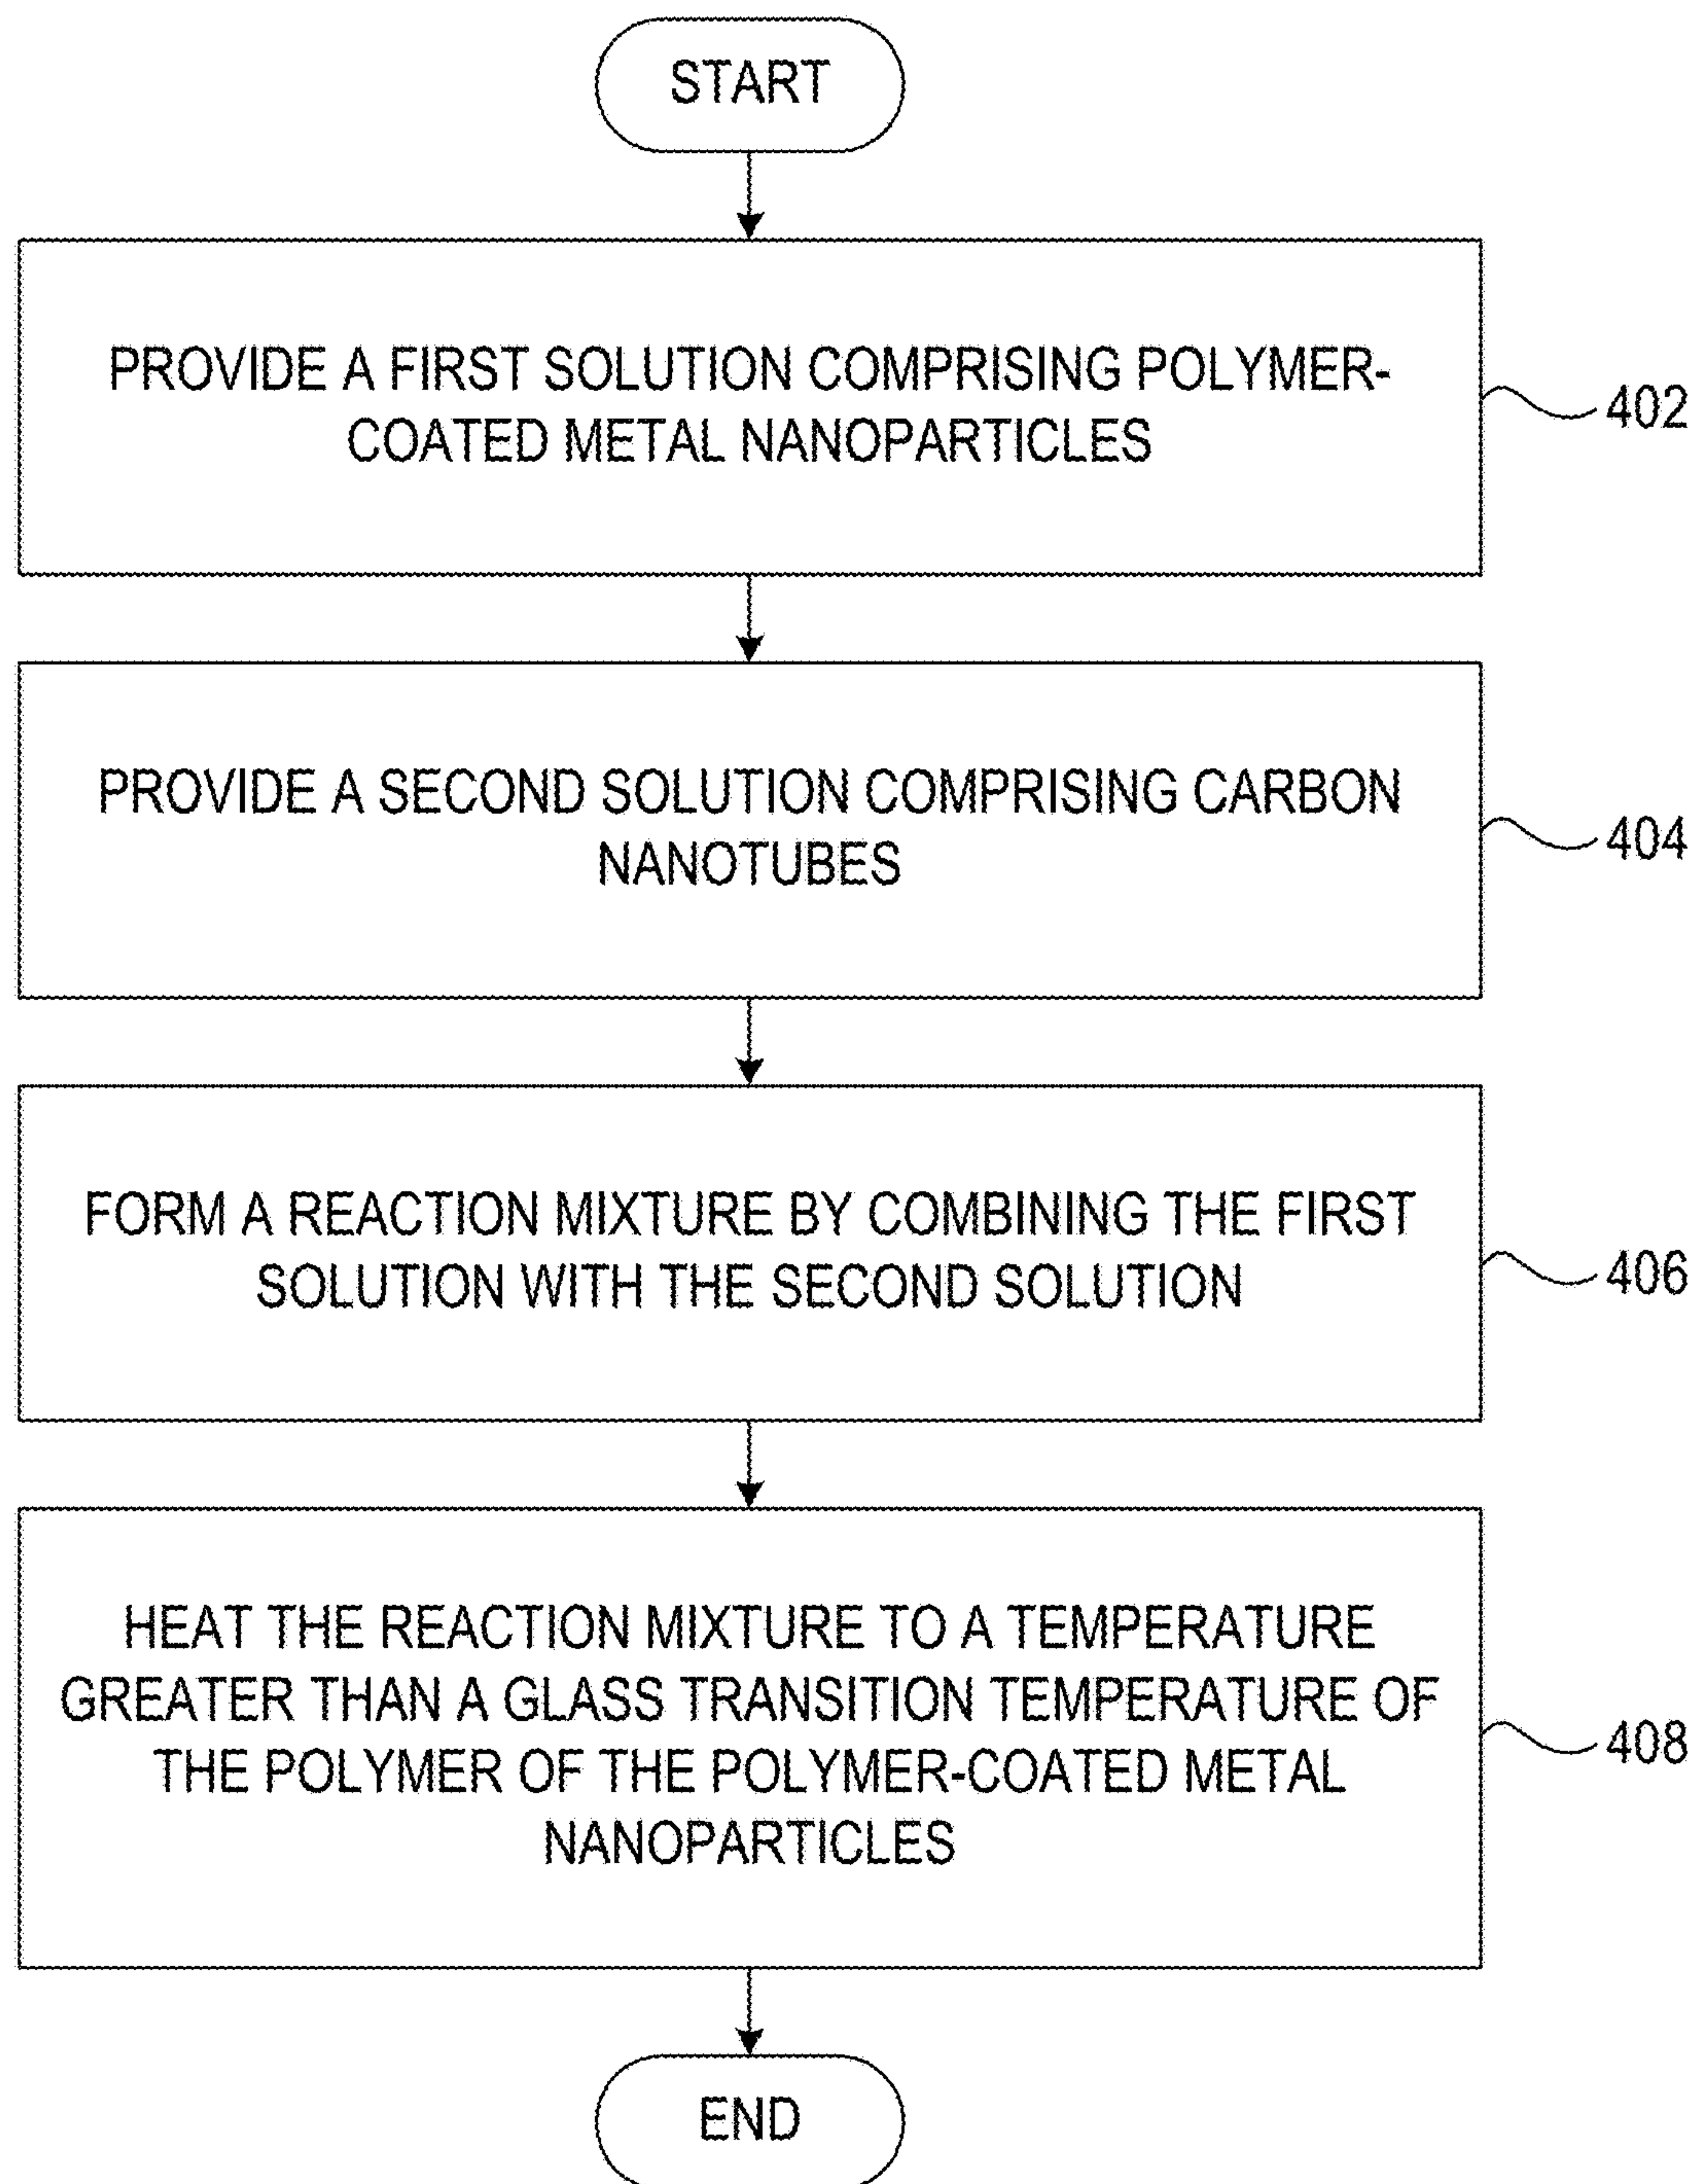 START
PROVIDE A FIRST SOLUTION COMPRISING POLYMER-
COATED METAL NANOPARTICLES
402
PROVIDE A SECOND SOLUTION COMPRISING CARBON
NANOTUBES
404
FORM A REACTION MIXTURE BY COMBINING THE FIRST
SOLUTION WITH THE SECOND SOLUTION
406
HEAT THE REACTION MIXTURE TO A TEMPERATURE
GREATER THAN A GLASS TRANSITION TEMPERATURE OF
THE POLYMER OF THE POLYMER-COATED METAL
NANOPARTICLES
408
END